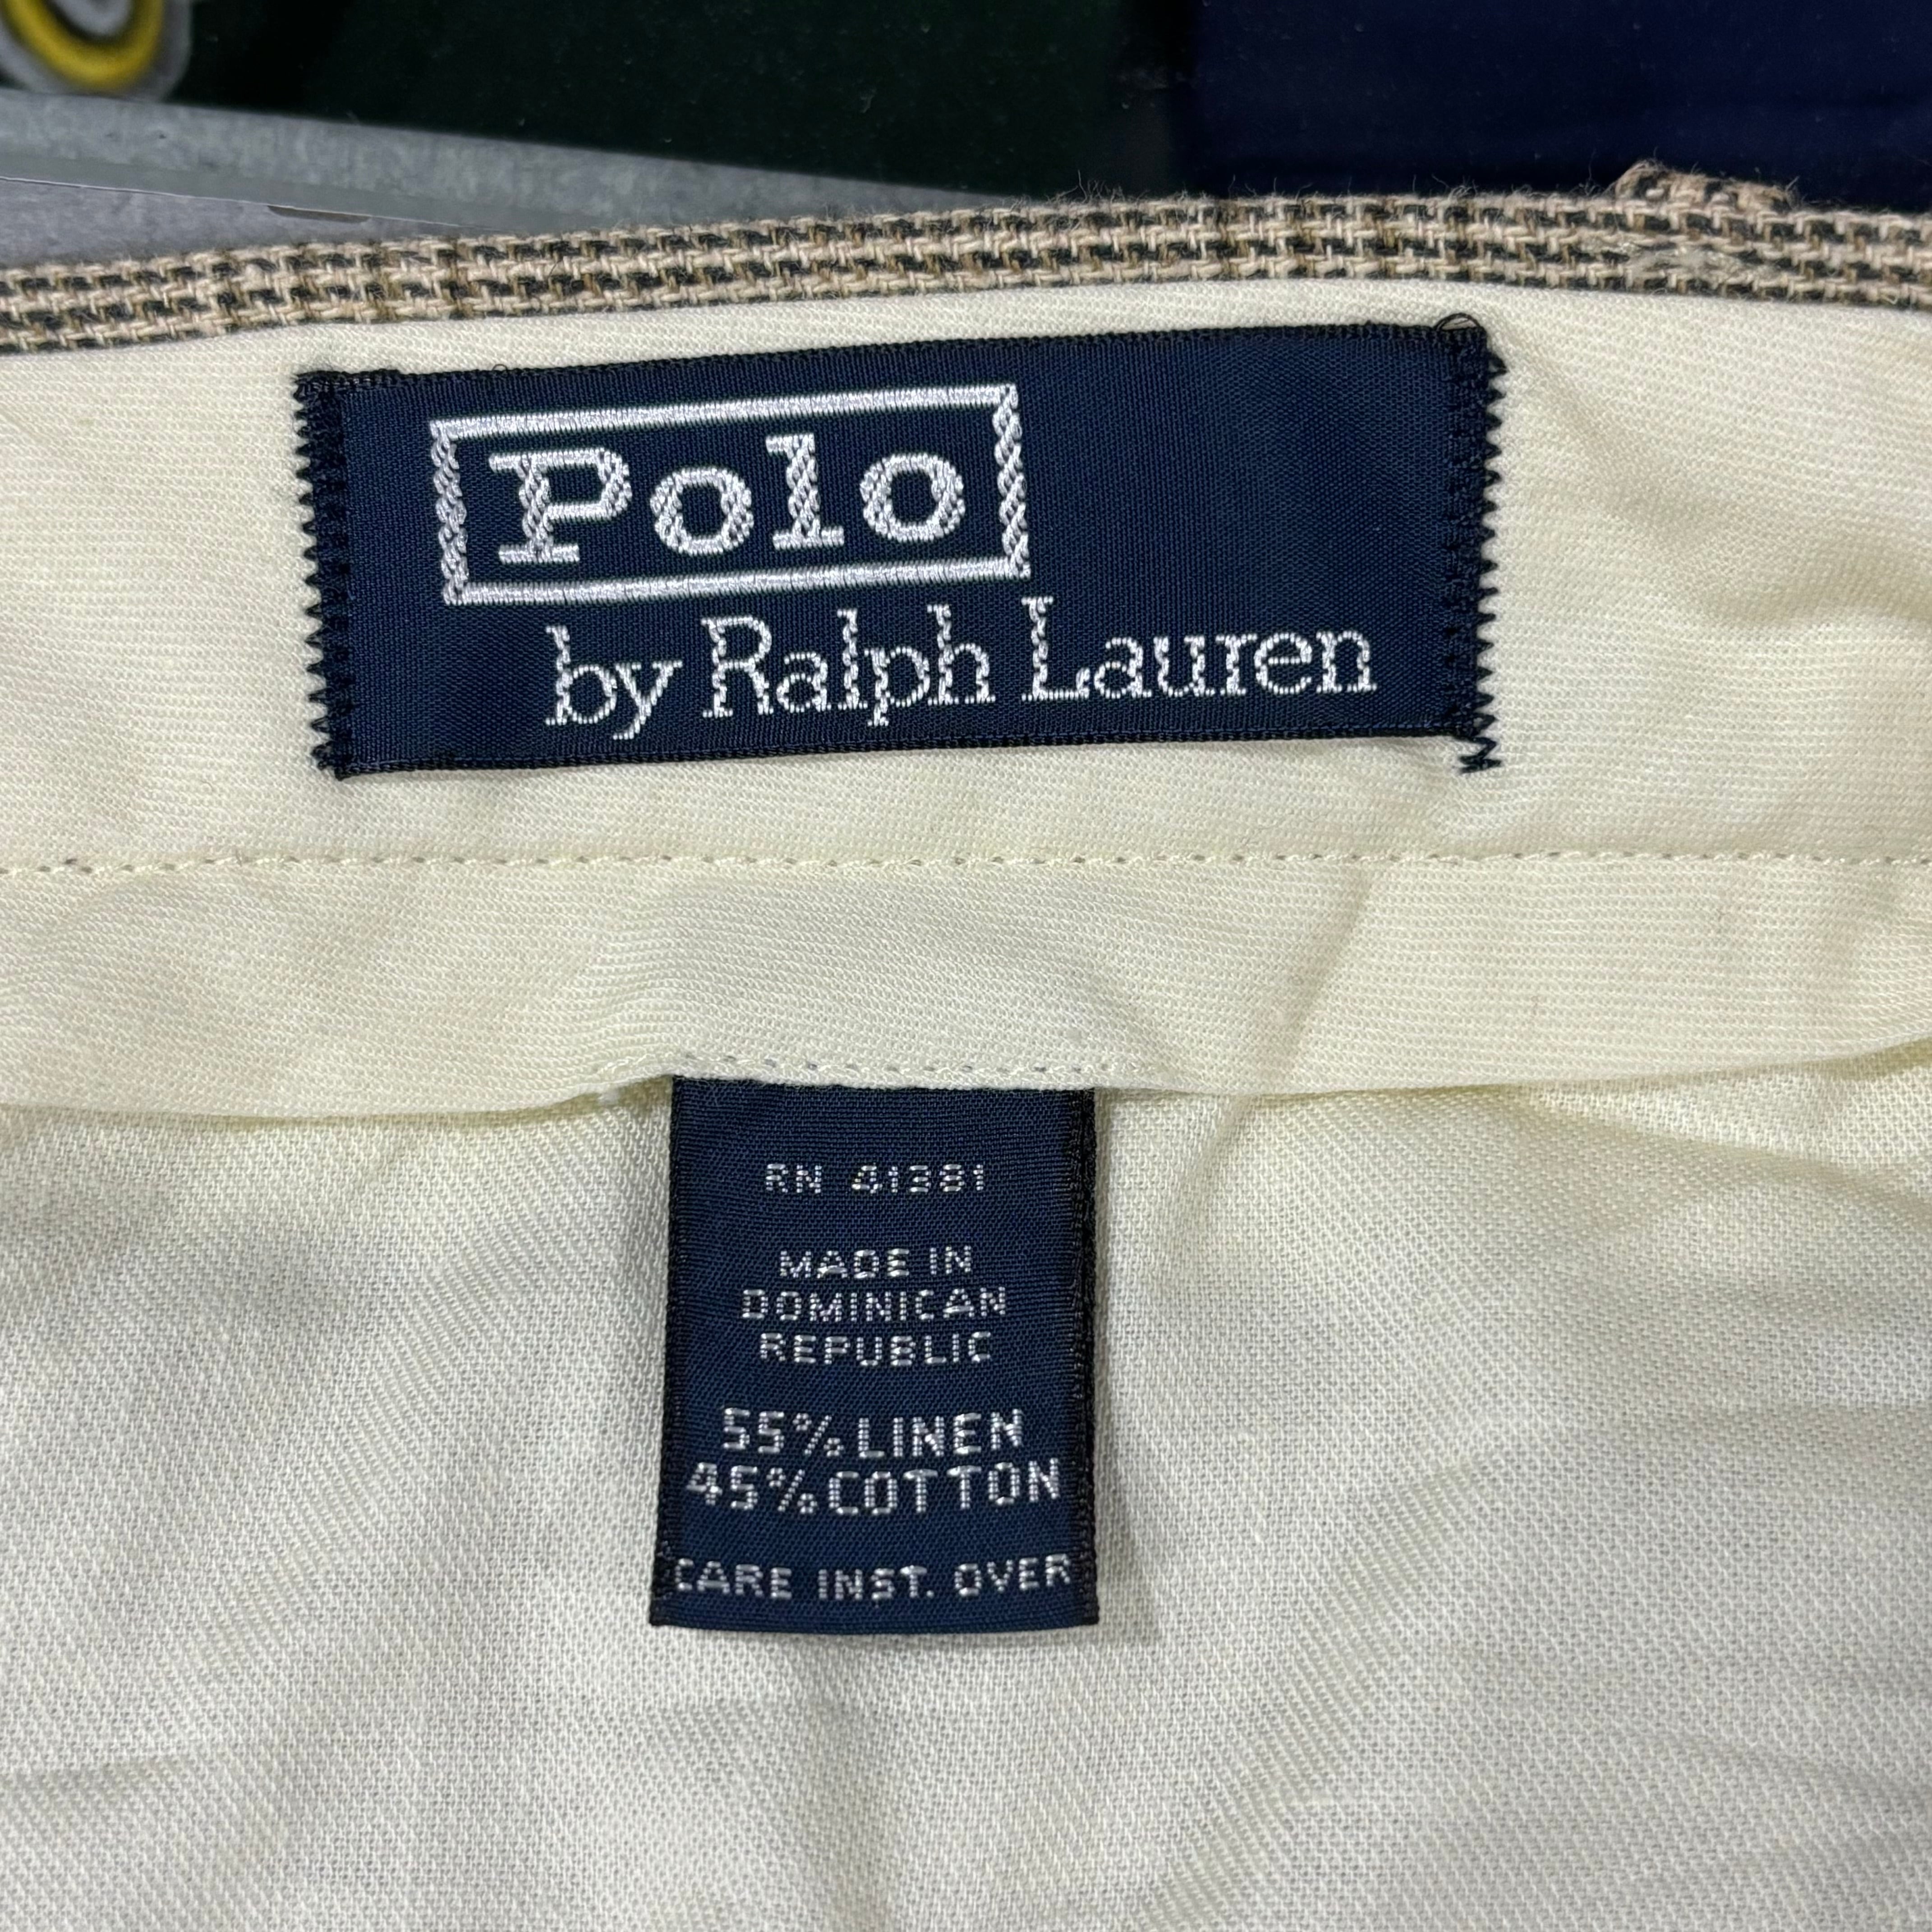 Polo
by Ralph Lauren
RN 41381
MADE IN
DOMINICAN
REPUBLIC
55% LINEN
45% COTTON
CARE INST. OVER